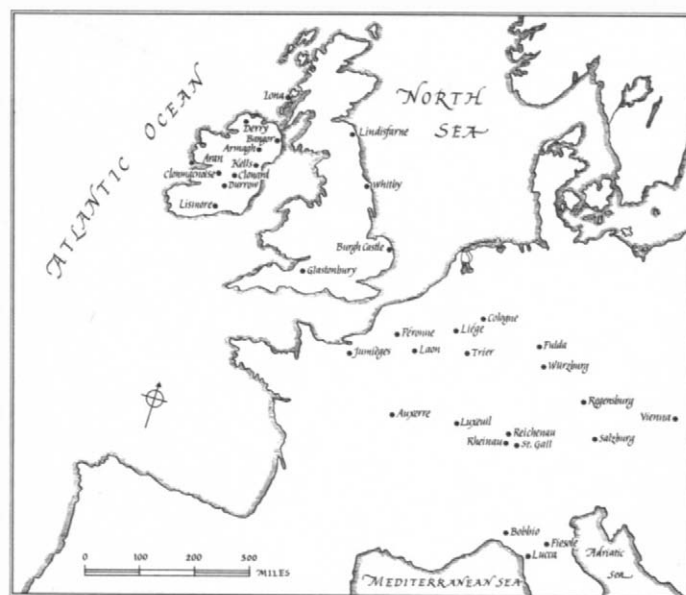 ATLANTIC OCEAN
NORTH
SEA
Iona
Derry
Bangor
Armagh
Aran
Kells
Clonmacnoise
Clonard
Durrow
Lismore
Lindisfarne
Whitby
Burgh Castle
Glastonbury
Cologne
Péronne
Liége
Jumièges
Laon
Trier
Fulda
Würzburg
Regensburg
Auxerre
Luxeuil
Vienna
Reichenau
Rheinau
St. Gall
Salzburg
Bobbio
Fiesole
Lucca
Adriatic
Sea
0 100 200 300
MILES
MEDITERRANEAN SEA